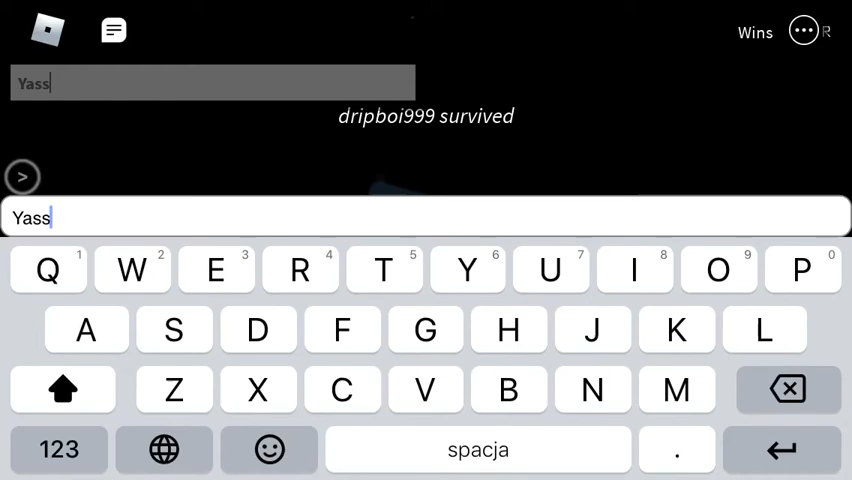 Wins
R
Yass
dripboi999 survived
>
Yass
Q 1 W 2 E 3 R 4 T 5 Y 6 U 7 I 8 O 9 P 0
A S D F G H J K L
Z X C V B N M
123 spacja .